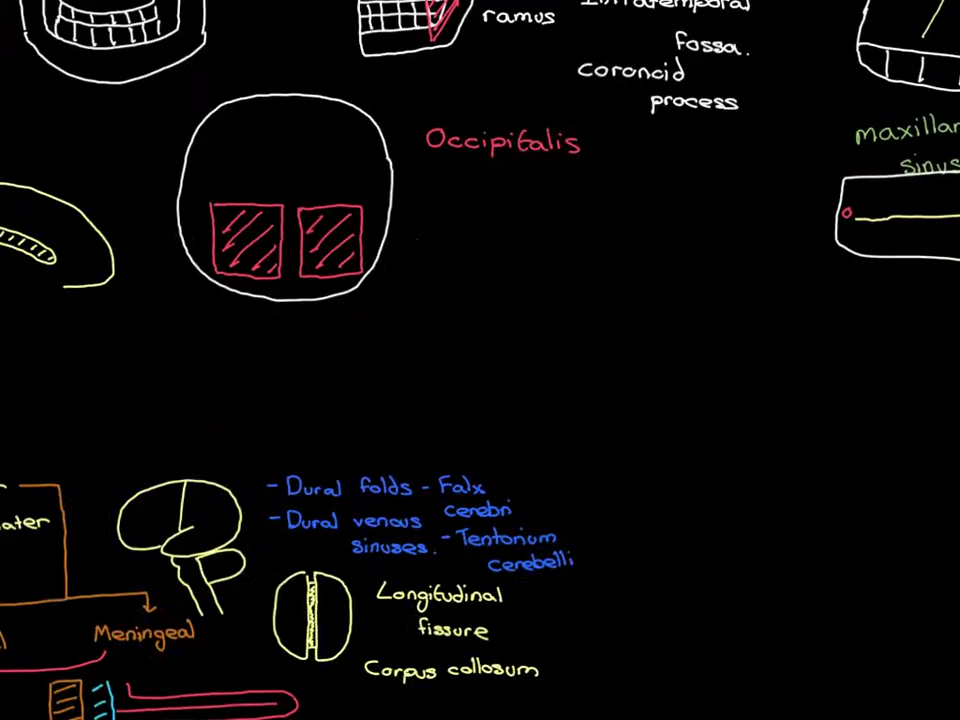 ramus
fossa.
coronoid
process
Occipitalis
maxillar
sinus
ater
- Dural folds - Falx
cerebri
- Dural venous
sinuses. - Tentorium
cerebelli
Longitudinal
fissure
Meningeal
Corpus collosum